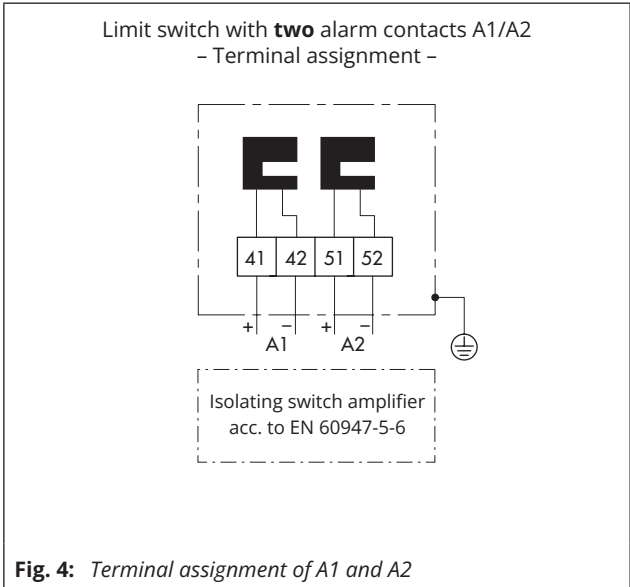 Limit switch with two alarm contacts A1/A2
– Terminal assignment –
41 42 51 52
+ – + –
A1 A2
Isolating switch amplifier
acc. to EN 60947-5-6
Fig. 4: Terminal assignment of A1 and A2